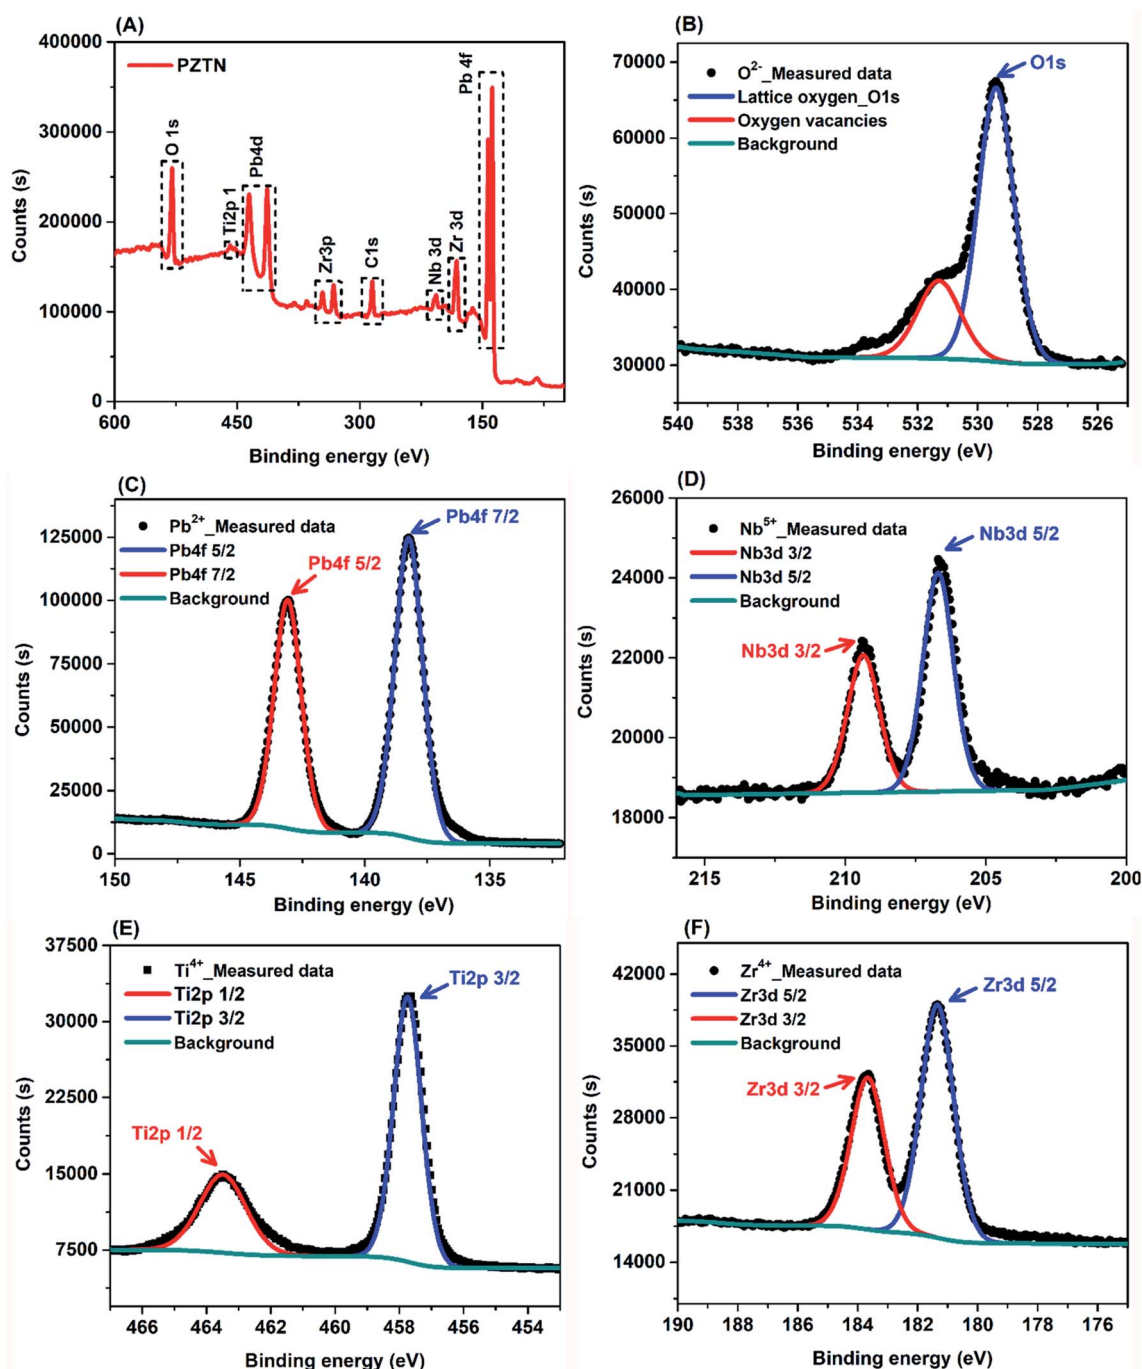 (A)
400000
300000
200000
100000
0
Counts (s)
PZTN
O 1s
Ti2p 1
Pb4d
Zr3p
C1s
Nb 3d
Zr 3d
Pb 4f
600 450 300 150
Binding energy (eV)
(B)
70000
60000
50000
40000
30000
Counts (s)
O2-_Measured data
Lattice oxygen_O1s
Oxygen vacancies
Background
O1s
540 538 536 534 532 530 528 526
Binding energy (eV)
(C)
125000
100000
75000
50000
25000
0
Counts (s)
Pb2+_Measured data
Pb4f 5/2
Pb4f 7/2
Background
Pb4f 5/2
Pb4f 7/2
150 145 140 135
Binding energy (eV)
(D)
26000
24000
22000
20000
18000
Counts (s)
Nb5+_Measured data
Nb3d 3/2
Nb3d 5/2
Background
Nb3d 3/2
Nb3d 5/2
215 210 205 200
Binding energy (eV)
(E)
37500
30000
22500
15000
7500
Counts (s)
Ti4+_Measured data
Ti2p 1/2
Ti2p 3/2
Background
Ti2p 1/2
Ti2p 3/2
466 464 462 460 458 456 454
Binding energy (eV)
(F)
42000
35000
28000
21000
14000
Counts (s)
Zr4+_Measured data
Zr3d 5/2
Zr3d 3/2
Background
Zr3d 3/2
Zr3d 5/2
190 188 186 184 182 180 178 176
Binding energy (eV)